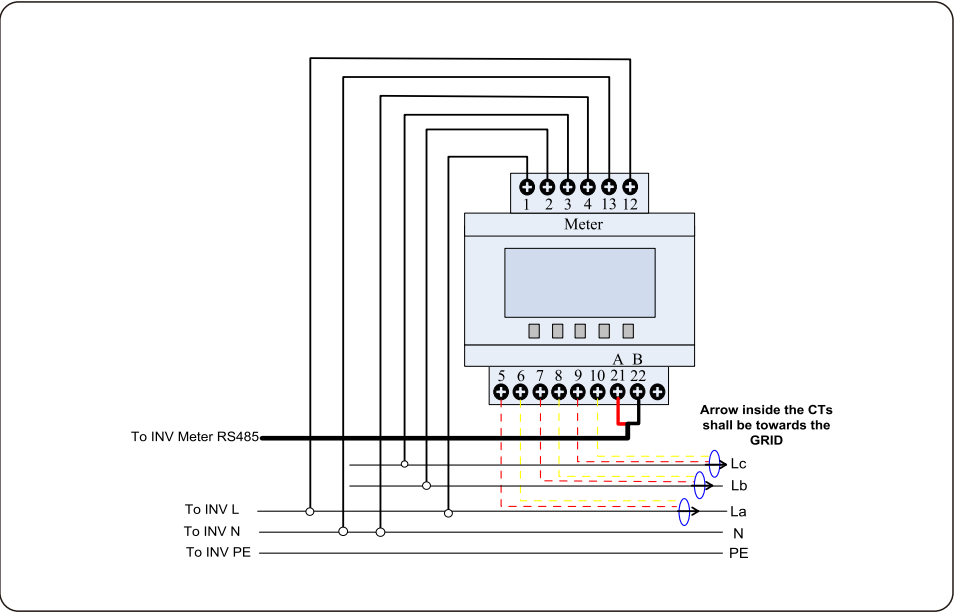 1 2 3 4 13 12
Meter
A B
5 6 7 8 9 10 21 22
Arrow inside the CTs
shall be towards the
GRID
To INV Meter RS485
Lc
Lb
To INV L
La
To INV N
N
To INV PE
PE